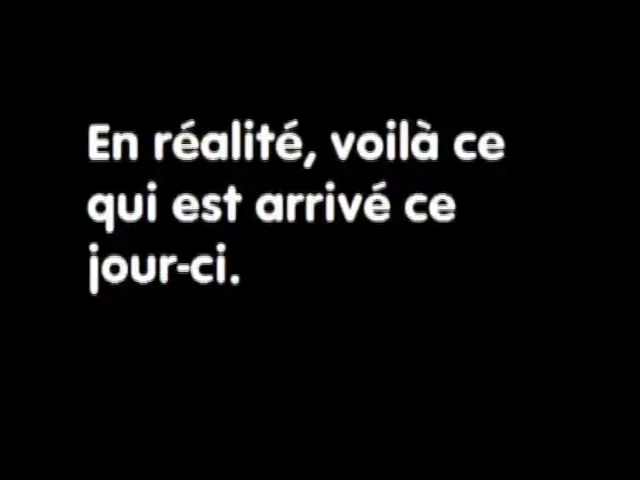 En réalité, voilà ce
qui est arrivé ce
jour-ci.